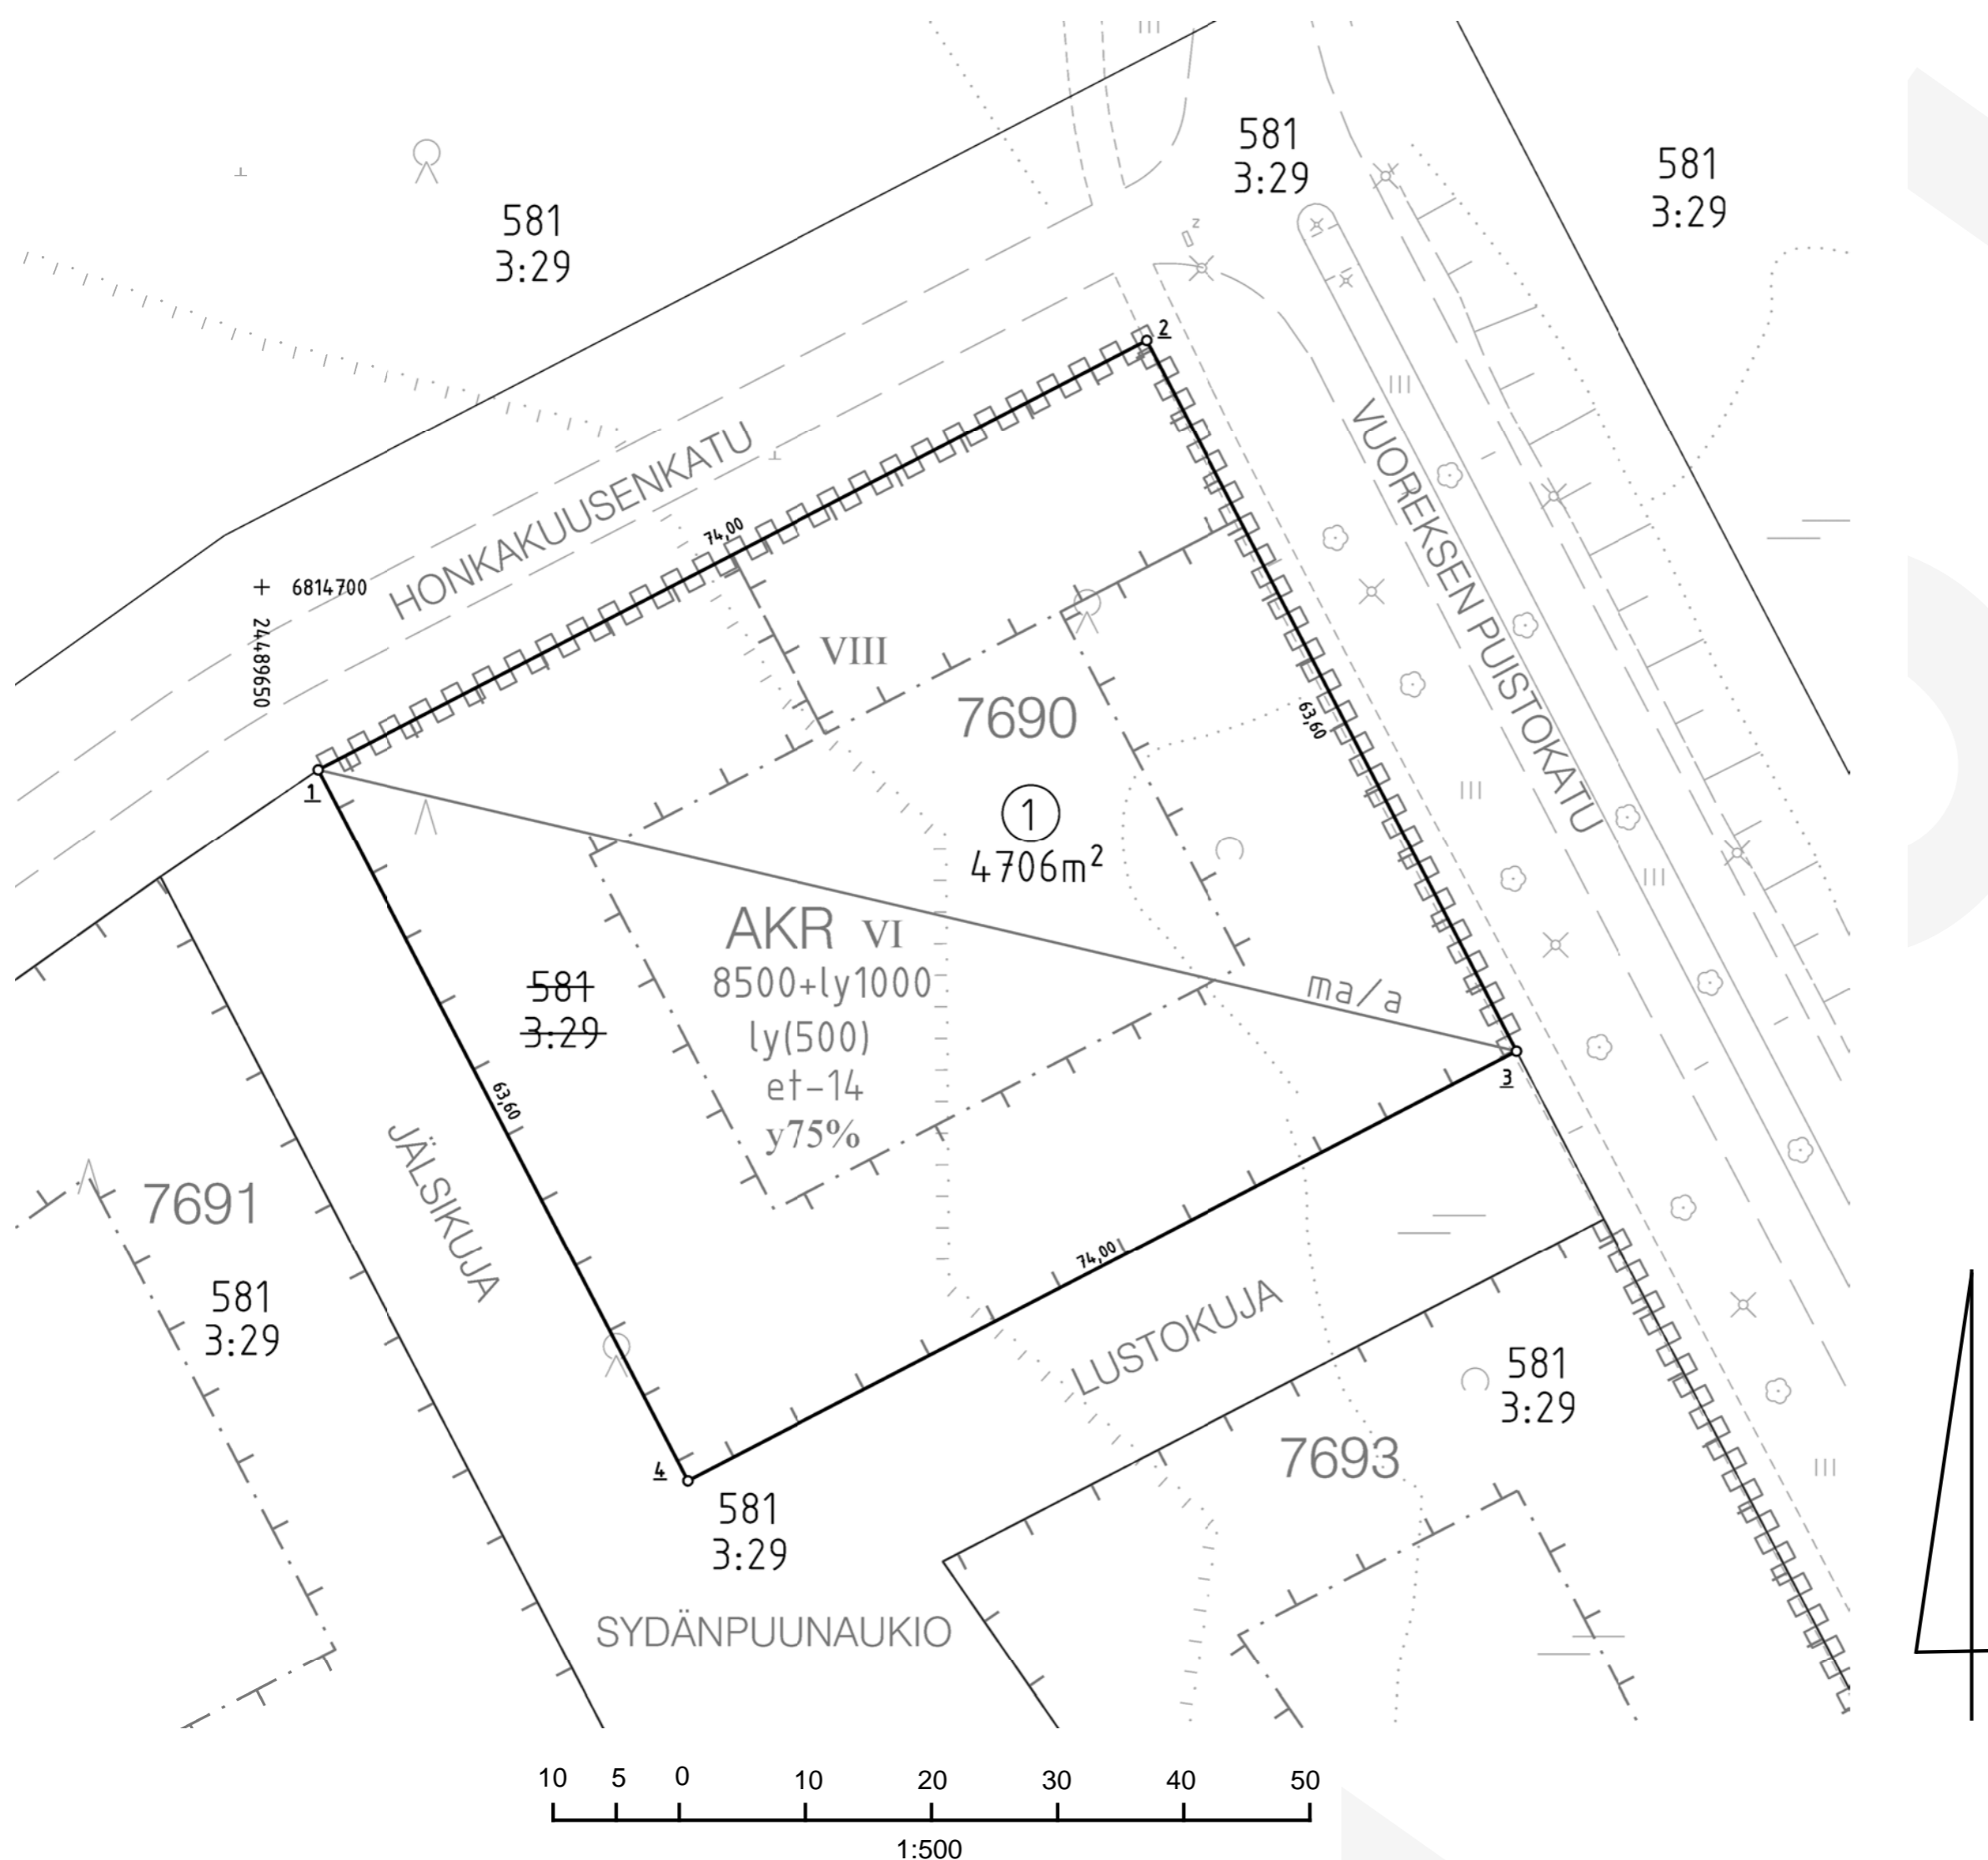 581
3:29
581
3:29
581
3:29
z
2
HONKAKUUSENKATU
74,00
6814700
24489650
VUOREKSEN PUISTOKATU
VIII
7690
63,60
1
1
4706m²
AKR VI
8500+ly1000
ly(500)
et-14
y75%
ma/a
581
3:29
63,60
3
JÄLSIKUJA
7691
581
3:29
74,00
LUSTOKUJA
581
3:29
7693
4
581
3:29
SYDÄNPUUNAUKIO
10 5 0 10 20 30 40 50
1:500